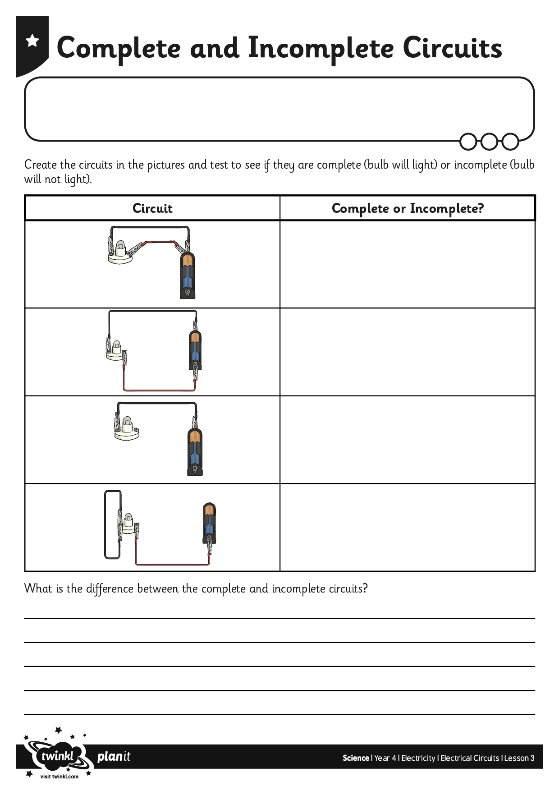 Complete and Incomplete Circuits
Create the circuits in the pictures and test to see if they are complete (bulb will light) or incomplete (bulb
will not light).
Circuit
Complete or Incomplete?
What is the difference between the complete and incomplete circuits?
twinkl
planit
visit twinkl.com
Science | Year 4 | Electricity | Electrical Circuits | Lesson 3